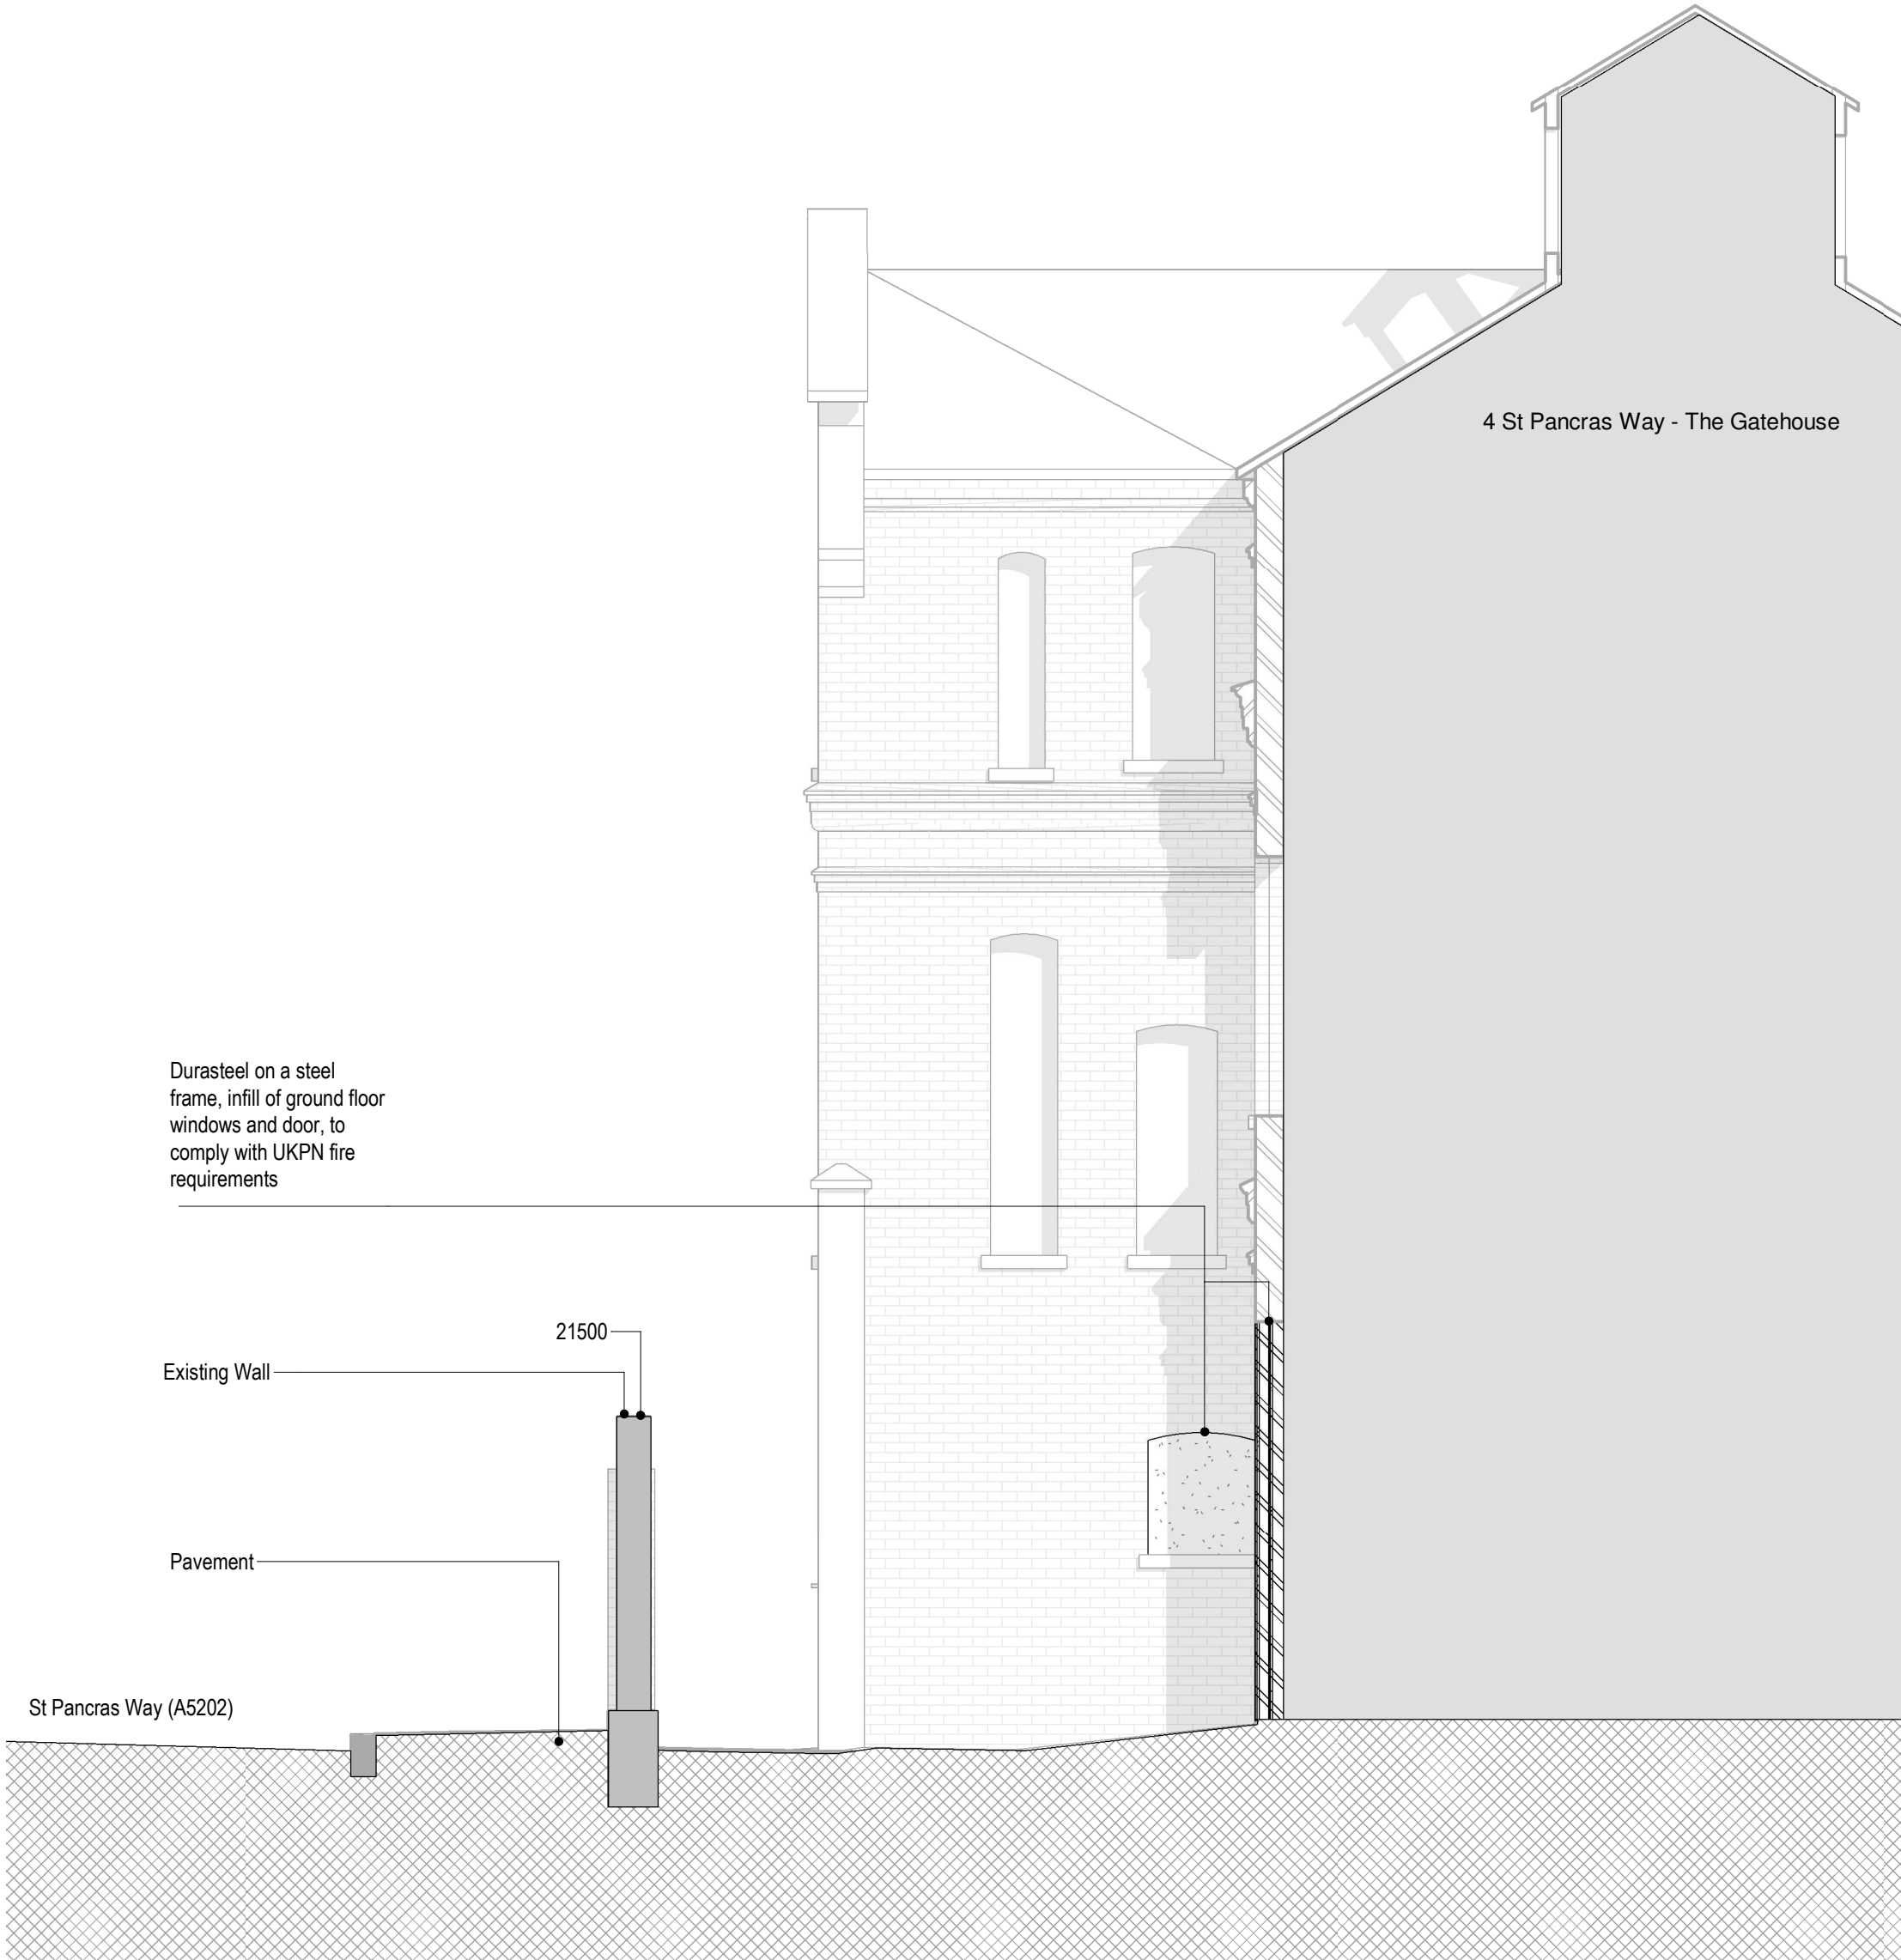 4 St Pancras Way - The Gatehouse
Durasteel on a steel
frame, infill of ground floor
windows and door, to
comply with UKPN fire
requirements
21500
Existing Wall
Pavement
St Pancras Way (A5202)